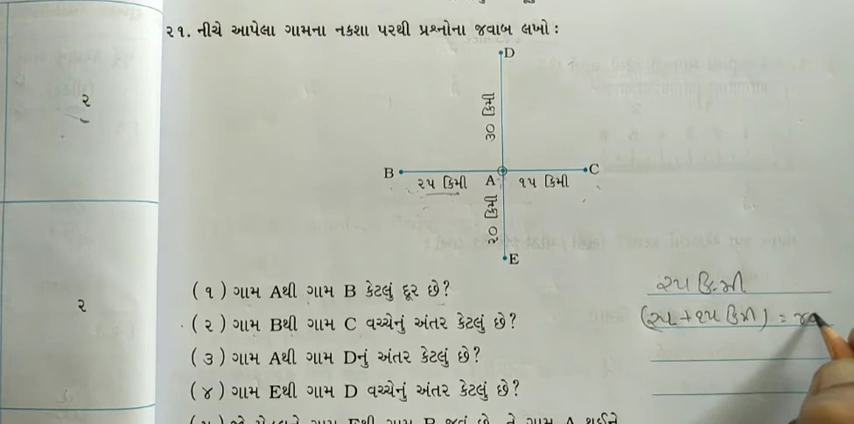 ૨૧. નીચે આપેલા ગામના નકશા પરથી પ્રશ્નોના જવાબ લખો :
૨
D
૩૦ કિમી
B
૨૫ કિમી
A
૧૫ કિમી
C
૨૦ કિમી
E
૨
(૧) ગામ Aથી ગામ B કેટલું દૂર છે?
૨૫ કિમી
(૨) ગામ Bથી ગામ C વચ્ચેનું અંતર કેટલું છે?
(૨૫ + ૧૫ કિમી) =
(૩) ગામ Aથી ગામ Dનું અંતર કેટલું છે?
(૪) ગામ Eથી ગામ D વચ્ચેનું અંતર કેટલું છે?